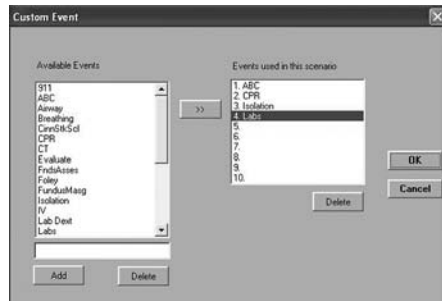 Custom Event
Available Events
911
ABC
Airway
Breathing
CinnStkSol
CPR
CT
Evaluate
FndsAsses
Foley
FundusMasg
Isolation
IV
Lab Dext
Labs
Add
Delete
>>
Events used in this scenario
1. ABC
2. CPR
3. Isolation
4. Labs
5.
6.
7.
8.
9.
10.
Delete
OK
Cancel